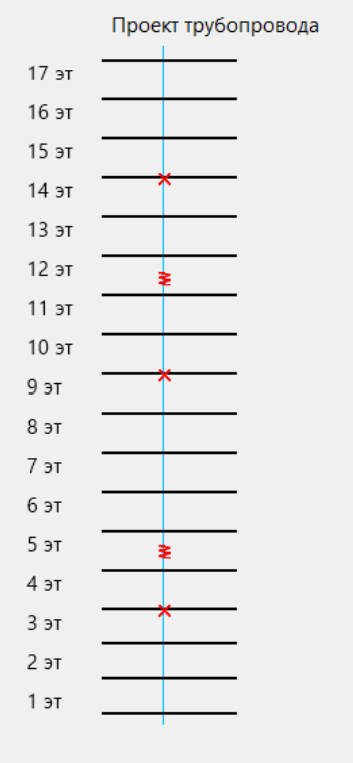 Проект трубопровода
17 эт
16 эт
15 эт
14 эт
13 эт
12 эт
11 эт
10 эт
9 эт
8 эт
7 эт
6 эт
5 эт
4 эт
3 эт
2 эт
1 эт